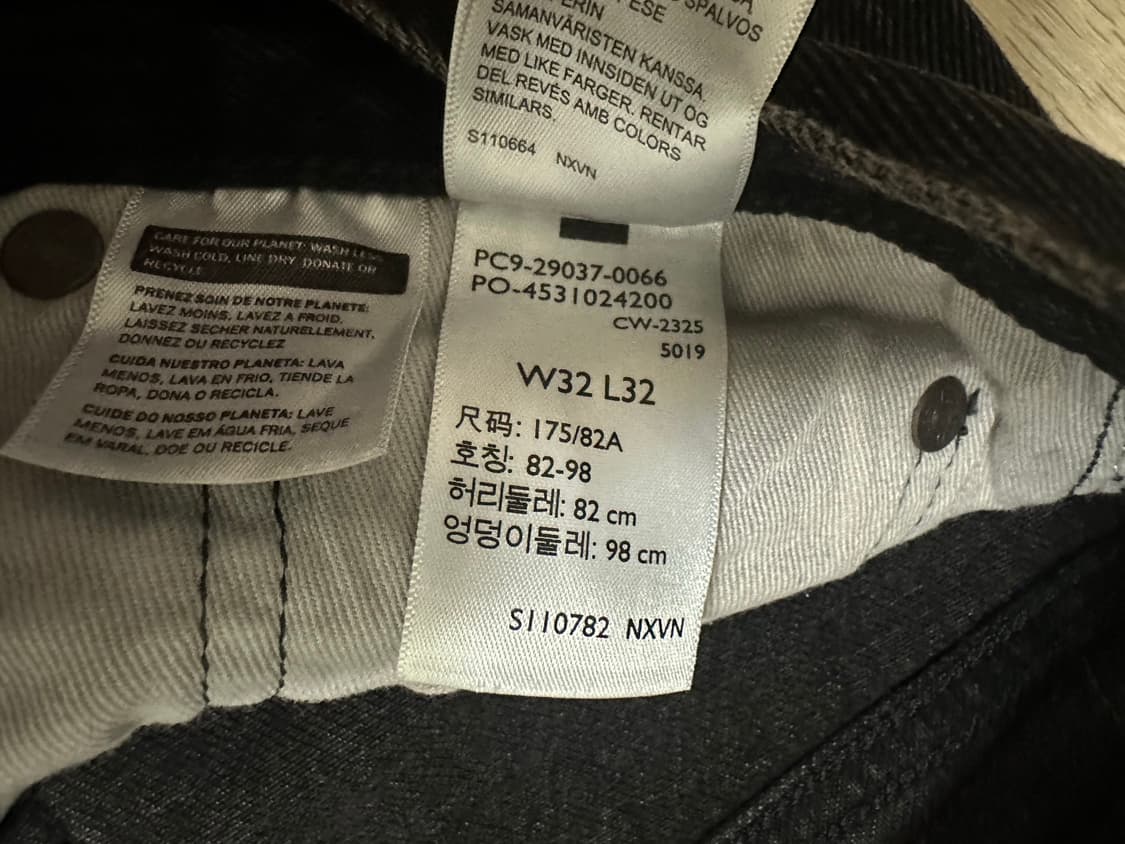 SPALVOS
ESE
SAMANVÄRISTEN KANSSA.
VASK MED INNSIDEN UT OG
MED LIKE FARGER. RENTAR
DEL REVÉS AMB COLORS
SIMILARS.
S110664 NXVN
CARE FOR OUR PLANET: WASH LESS,
WASH COLD, LINE DRY, DONATE OR
RECYCLE
PRENEZ SOIN DE NOTRE PLANETE:
LAVEZ MOINS, LAVEZ A FROID,
LAISSEZ SECHER NATURELLEMENT,
DONNEZ OU RECYCLEZ
CUIDA NUESTRO PLANETA: LAVA
MENOS, LAVA EN FRIO, TIENDE LA
ROPA, DONA O RECICLA.
CUIDE DO NOSSO PLANETA: LAVE
MENOS, LAVE EM ÁGUA FRIA, SEQUE
EM VARAL, DOE OU RECICLE.
PC9-29037-0066
PO-4531024200
CW-2325
5019
W32 L32
尺码: 175/82A
호칭: 82-98
허리둘레: 82 cm
엉덩이둘레: 98 cm
S110782 NXVN